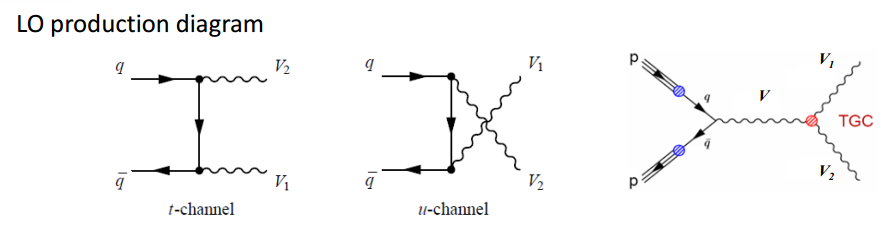 LO production diagram
q V₂
q̄ V₁
t-channel
q V₁
q̄ V₂
u-channel
p V₁
q V
TGC
q̄
p V₂